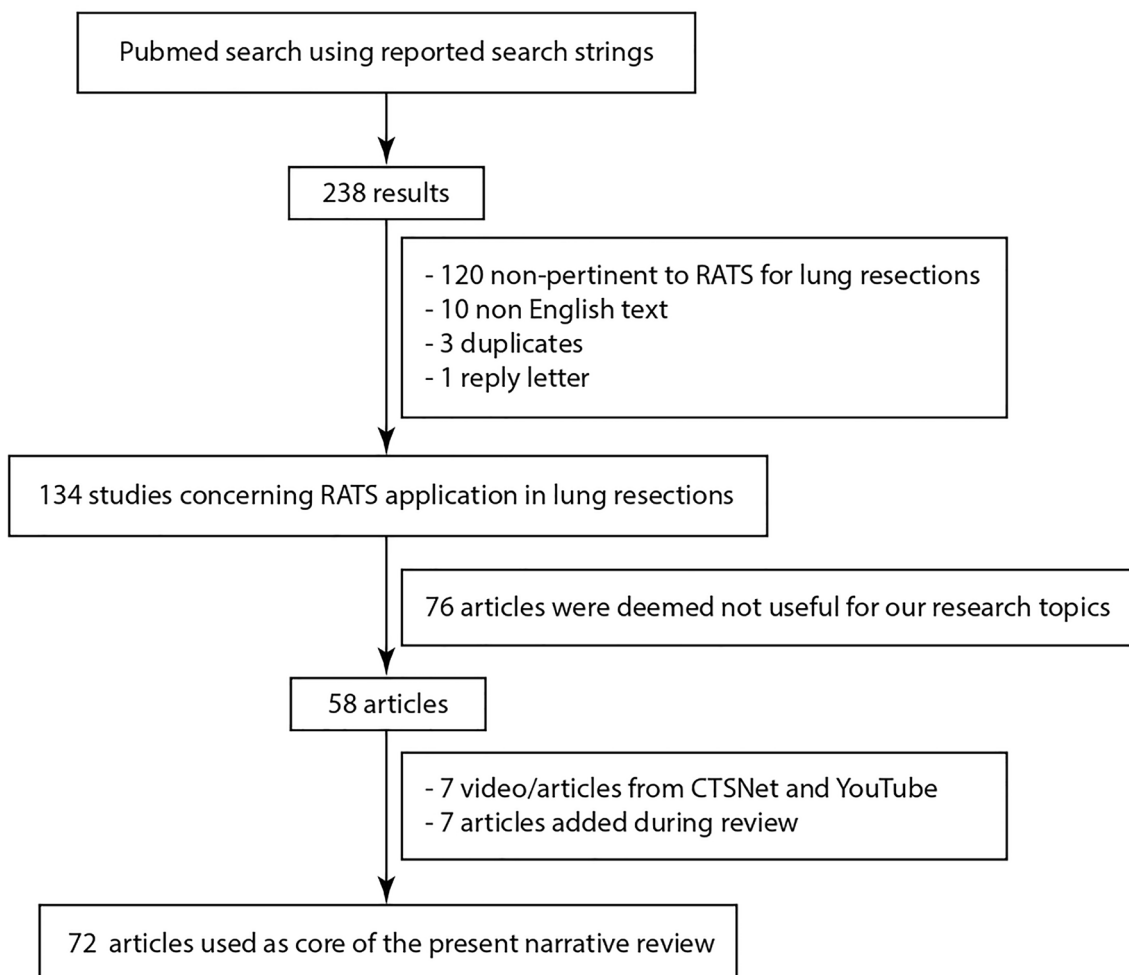 Pubmed search using reported search strings
238 results
- 120 non-pertinent to RATS for lung resections
- 10 non English text
- 3 duplicates
- 1 reply letter
134 studies concerning RATS application in lung resections
76 articles were deemed not useful for our research topics
58 articles
- 7 video/articles from CTSNet and YouTube
- 7 articles added during review
72 articles used as core of the present narrative review